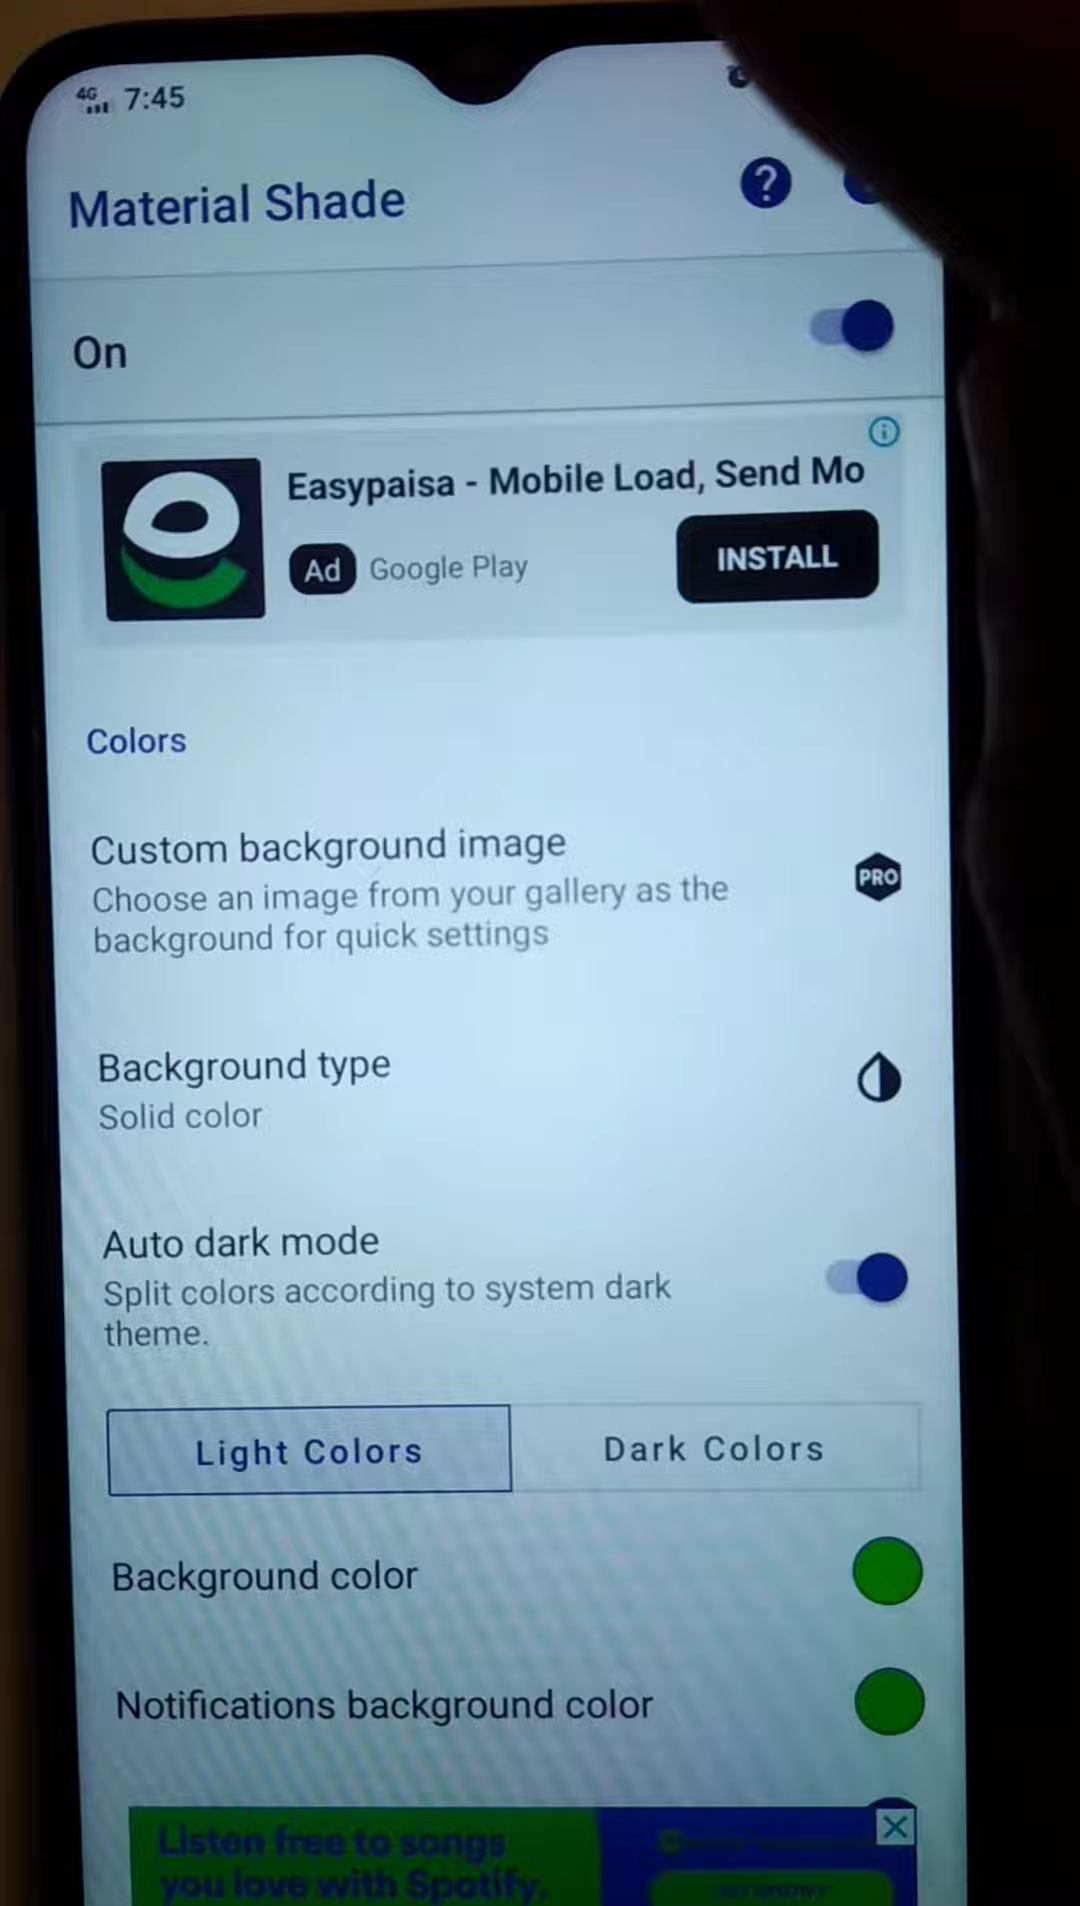 4G 7:45
Material Shade
?
On
Easypaisa - Mobile Load, Send Mo
Ad Google Play
INSTALL
Colors
Custom background image
Choose an image from your gallery as the
background for quick settings
PRO
Background type
Solid color
Auto dark mode
Split colors according to system dark
theme.
Light Colors
Dark Colors
Background color
Notifications background color
Listen free to songs
you love with Spotify.